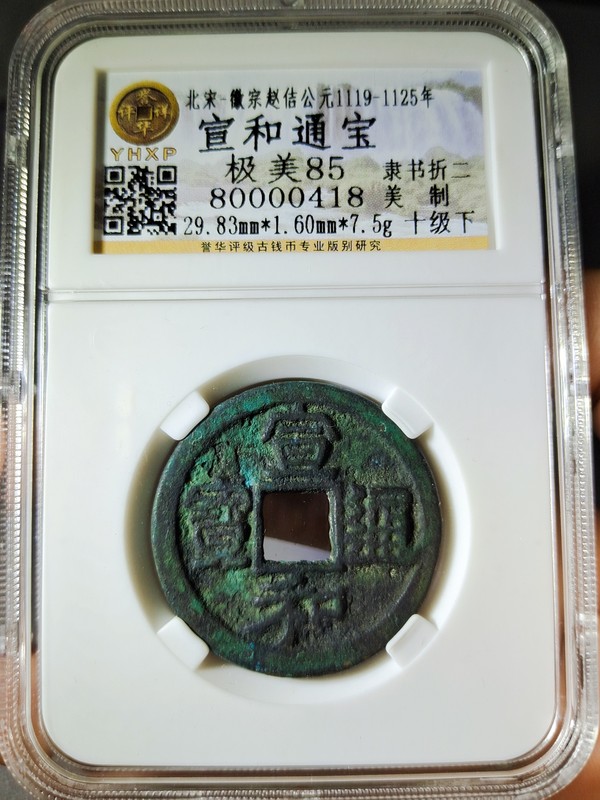 北宋-徽宗赵佶公元1119-1125年
宣和通宝
YHXP
极美85 隶书折二
80000418 美 制
29.83mm*1.60mm*7.5g 十级下
誉华评级古钱币专业版别研究
宣
寳 通
和